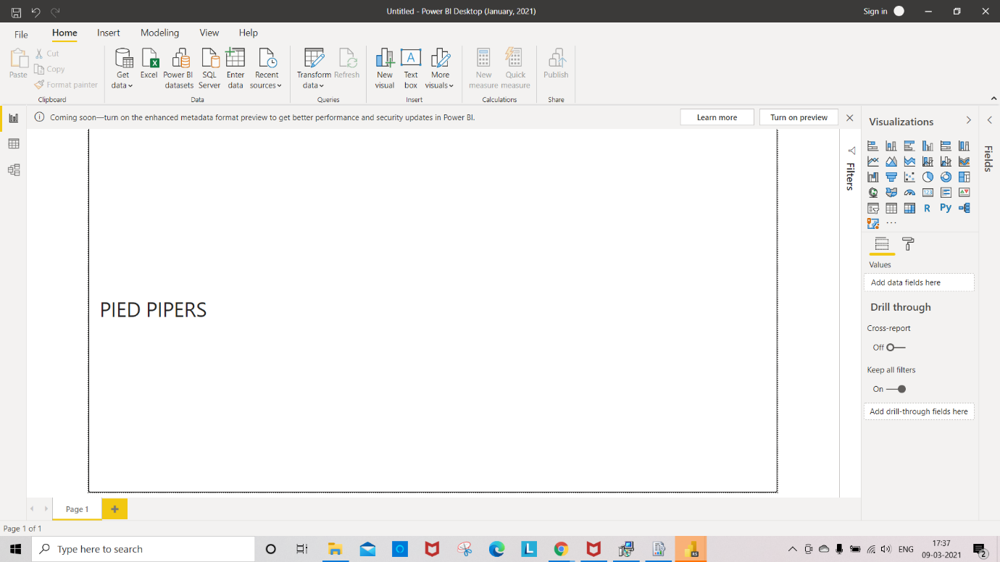 Untitled - Power BI Desktop (January, 2021)
Sign in
File
Home
Insert
Modeling
View
Help
Paste
Cut
Copy
Format painter
Clipboard
Get data
Excel
Power BI datasets
SQL Server
Enter data
Recent sources
Data
Transform data
Refresh
Queries
New visual
Text box
More visuals
Insert
New measure
Quick measure
Calculations
Publish
Share
Coming soon—turn on the enhanced metadata format preview to get better performance and security updates in Power BI.
Learn more
Turn on preview
PIED PIPERS
Filters
Visualizations
123
R
Py
Values
Add data fields here
Drill through
Cross-report
Off
Keep all filters
On
Add drill-through fields here
Fields
Page 1
Page 1 of 1
Type here to search
L
RS
ENG
17:37
09-03-2021
2